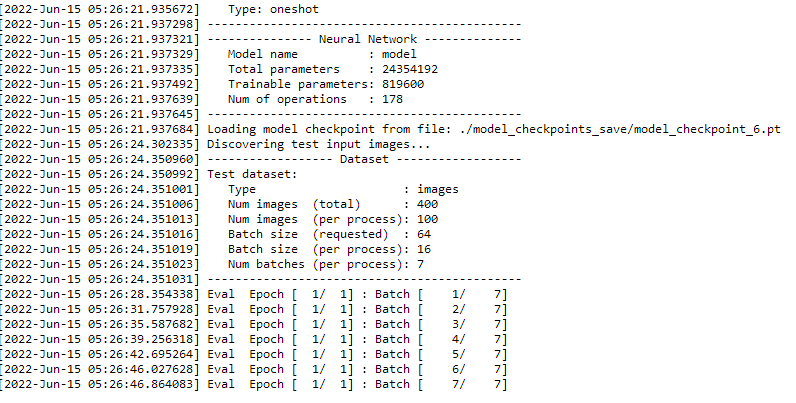 [2022-Jun-15 05:26:21.935672]    Type: oneshot
[2022-Jun-15 05:26:21.937298] ---------------------------------------------
[2022-Jun-15 05:26:21.937321] --------------- Neural Network --------------
[2022-Jun-15 05:26:21.937329]    Model name          : model
[2022-Jun-15 05:26:21.937335]    Total parameters    : 24354192
[2022-Jun-15 05:26:21.937492]    Trainable parameters: 819600
[2022-Jun-15 05:26:21.937639]    Num of operations   : 178
[2022-Jun-15 05:26:21.937645] ---------------------------------------------
[2022-Jun-15 05:26:21.937684] Loading model checkpoint from file: ./model_checkpoints_save/model_checkpoint_6.pt
[2022-Jun-15 05:26:24.302335] Discovering test input images...
[2022-Jun-15 05:26:24.350960] ------------------ Dataset ------------------
[2022-Jun-15 05:26:24.350992] Test dataset:
[2022-Jun-15 05:26:24.351001]    Type                     : images
[2022-Jun-15 05:26:24.351006]    Num images  (total)      : 400
[2022-Jun-15 05:26:24.351013]    Num images  (per process): 100
[2022-Jun-15 05:26:24.351016]    Batch size  (requested)  : 64
[2022-Jun-15 05:26:24.351019]    Batch size  (per process): 16
[2022-Jun-15 05:26:24.351023]    Num batches (per process): 7
[2022-Jun-15 05:26:24.351031] ---------------------------------------------
[2022-Jun-15 05:26:28.354338] Eval  Epoch [  1/  1] : Batch [    1/    7]
[2022-Jun-15 05:26:31.757928] Eval  Epoch [  1/  1] : Batch [    2/    7]
[2022-Jun-15 05:26:35.587682] Eval  Epoch [  1/  1] : Batch [    3/    7]
[2022-Jun-15 05:26:39.256318] Eval  Epoch [  1/  1] : Batch [    4/    7]
[2022-Jun-15 05:26:42.695264] Eval  Epoch [  1/  1] : Batch [    5/    7]
[2022-Jun-15 05:26:46.027628] Eval  Epoch [  1/  1] : Batch [    6/    7]
[2022-Jun-15 05:26:46.864083] Eval  Epoch [  1/  1] : Batch [    7/    7]